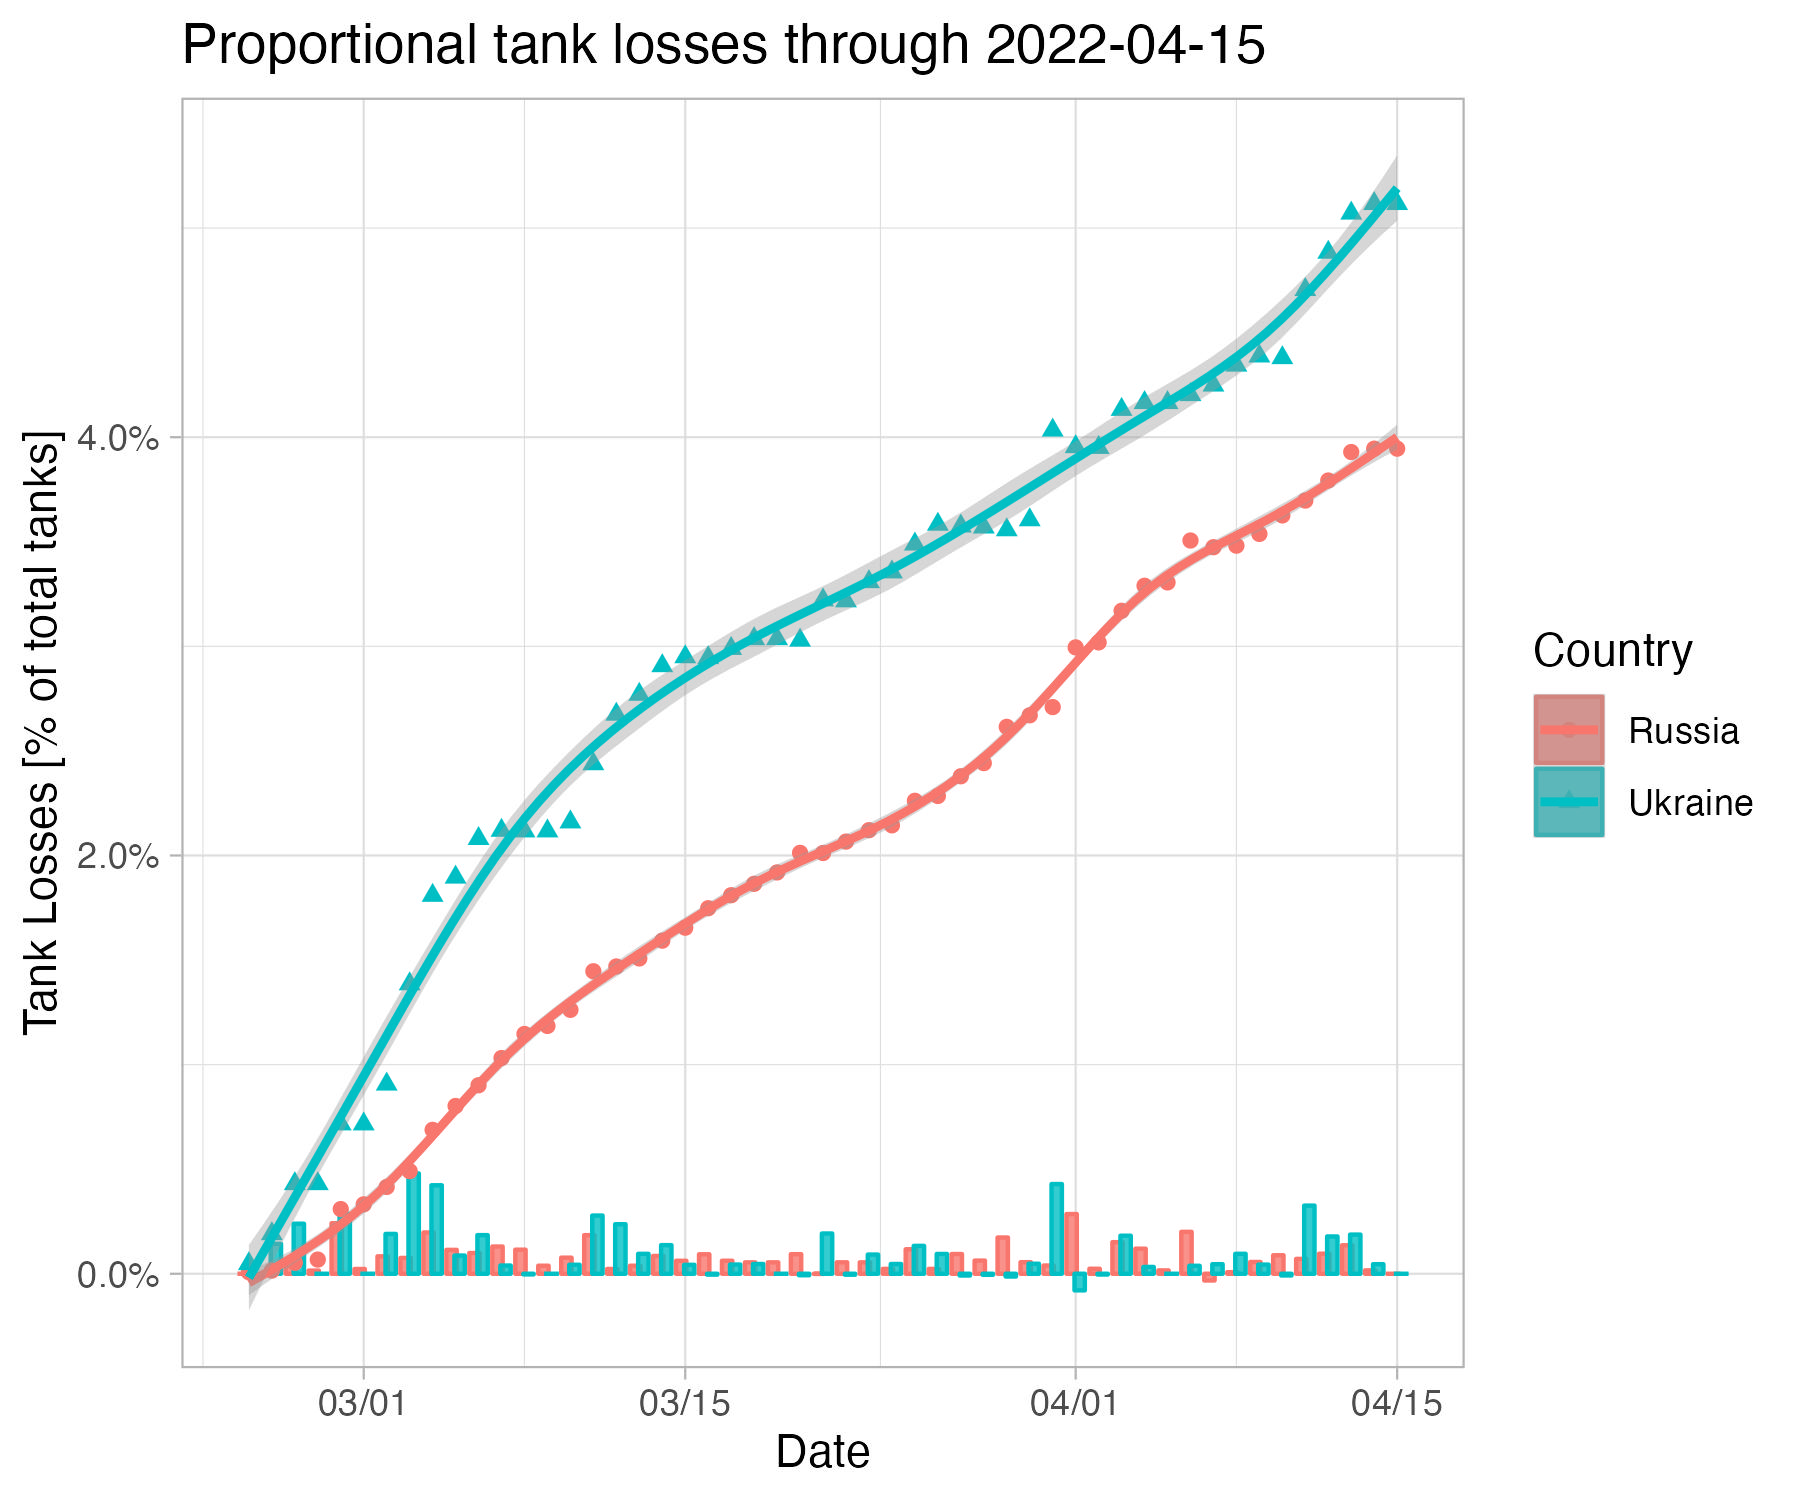 Proportional tank losses through 2022-04-15
Tank Losses [% of total tanks]
4.0%
2.0%
0.0%
03/01
03/15
04/01
04/15
Date
Country
Russia
Ukraine